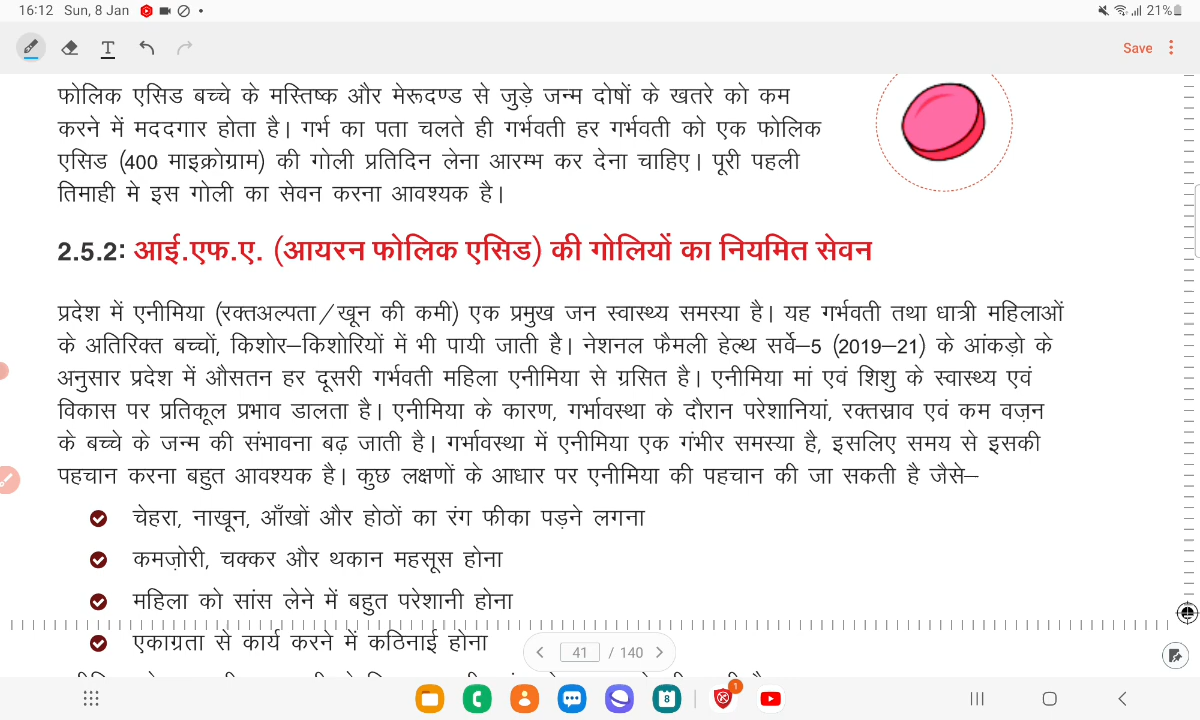 16:12 Sun, 8 Jan
21%
T
Save
फोलिक एसिड बच्चे के मस्तिष्क और मेरूदण्ड से जुड़े जन्म दोषों के खतरे को कम
करने में मददगार होता है। गर्भ का पता चलते ही गर्भवती हर गर्भवती को एक फोलिक
एसिड (400 माइक्रोग्राम) की गोली प्रतिदिन लेना आरम्भ कर देना चाहिए। पूरी पहली
तिमाही मे इस गोली का सेवन करना आवश्यक है।
2.5.2: आई.एफ.ए. (आयरन फोलिक एसिड) की गोलियों का नियमित सेवन
प्रदेश में एनीमिया (रक्तअल्पता/खून की कमी) एक प्रमुख जन स्वास्थ्य समस्या है। यह गर्भवती तथा धात्री महिलाओं
के अतिरिक्त बच्चों, किशोर–किशोरियों में भी पायी जाती है। नेशनल फैमली हेल्थ सर्वे–5 (2019–21) के आंकड़ो के
अनुसार प्रदेश में औसतन हर दूसरी गर्भवती महिला एनीमिया से ग्रसित है। एनीमिया मां एवं शिशु के स्वास्थ्य एवं
विकास पर प्रतिकूल प्रभाव डालता है। एनीमिया के कारण, गर्भावस्था के दौरान परेशानियां, रक्तस्राव एवं कम वज़न
के बच्चे के जन्म की संभावना बढ़ जाती है। गर्भावस्था में एनीमिया एक गंभीर समस्या है, इसलिए समय से इसकी
पहचान करना बहुत आवश्यक है। कुछ लक्षणों के आधार पर एनीमिया की पहचान की जा सकती है जैसे–
चेहरा, नाखून, आँखों और होठों का रंग फीका पड़ने लगना
कमज़ोरी, चक्कर और थकान महसूस होना
महिला को सांस लेने में बहुत परेशानी होना
एकाग्रता से कार्य करने में कठिनाई होना
41 / 140
8
1